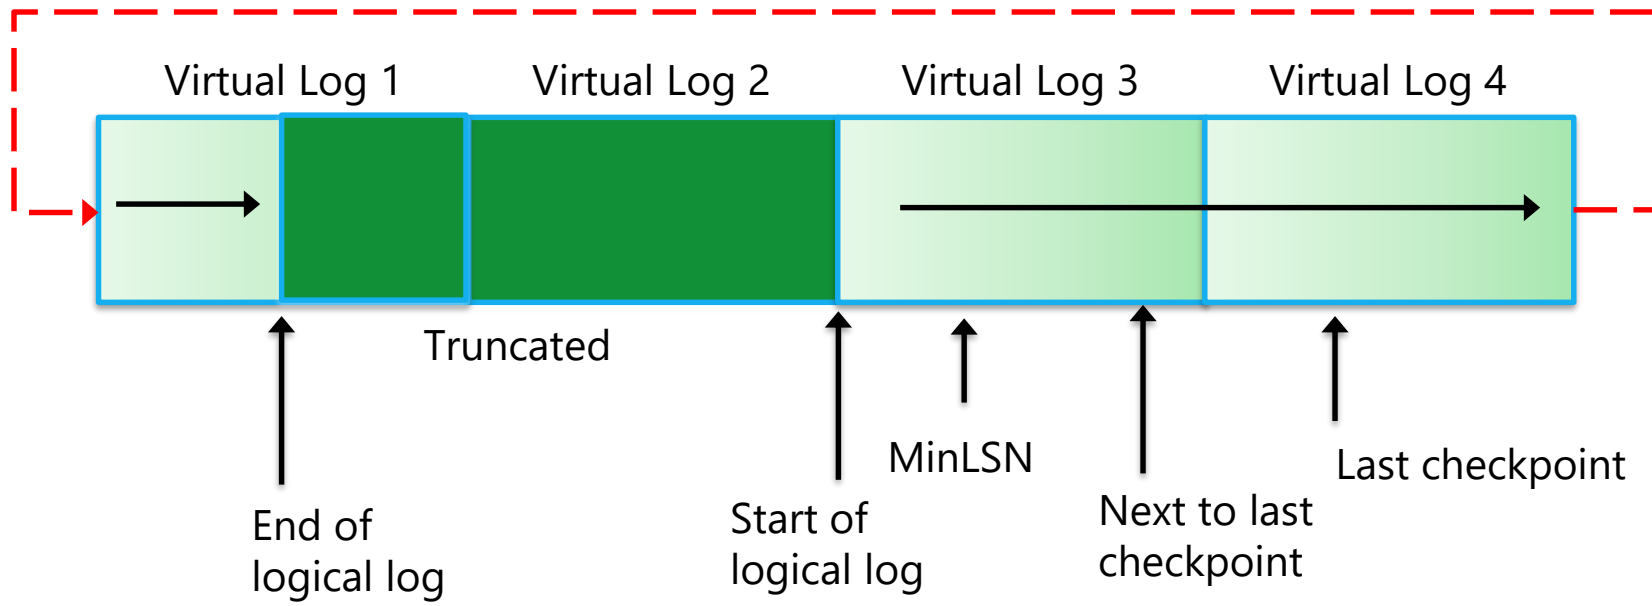 Virtual Log 1
Virtual Log 2
Virtual Log 3
Virtual Log 4
Truncated
MinLSN
Last checkpoint
End of
logical log
Start of
logical log
Next to last
checkpoint